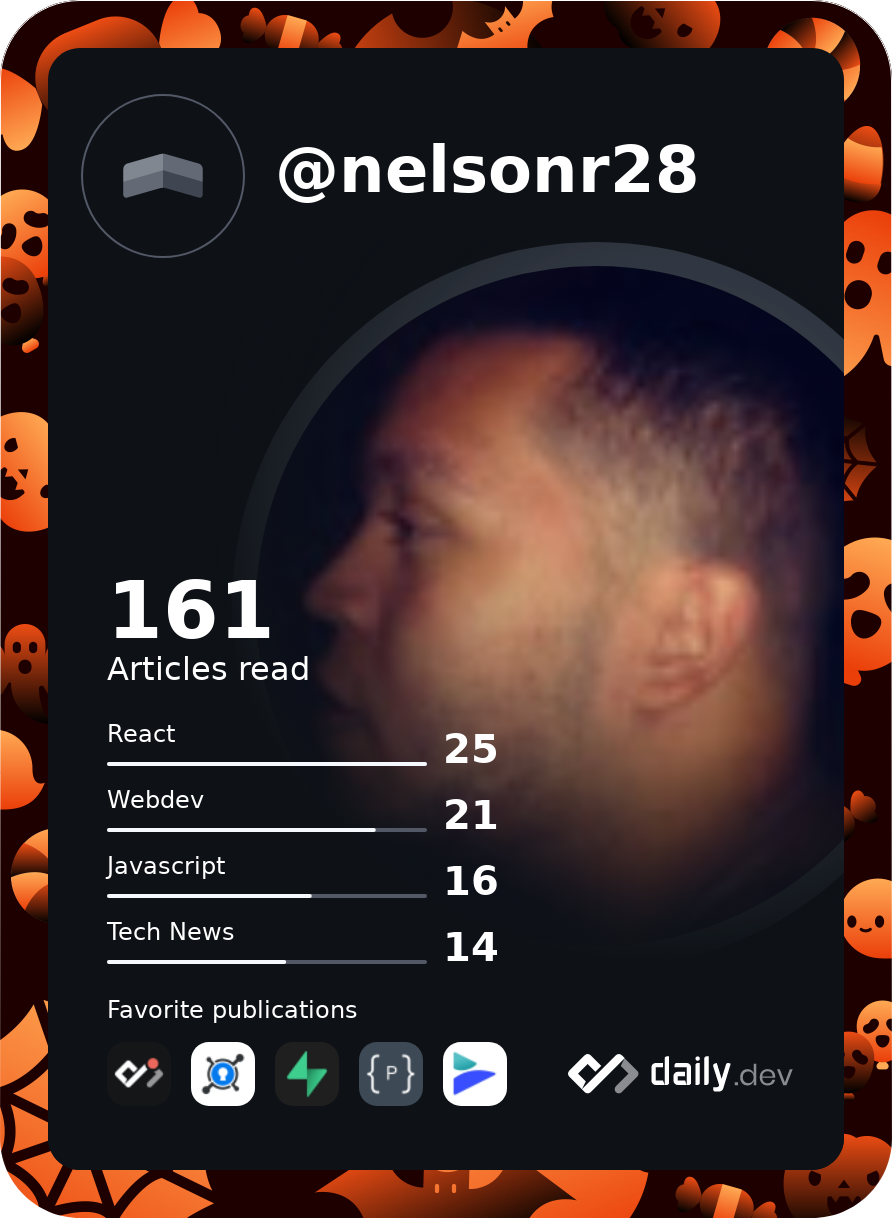 @nelsonr28
161
Articles read
React
25
Webdev
21
Javascript
16
Tech News
14
Favorite publications
{P}
daily.dev